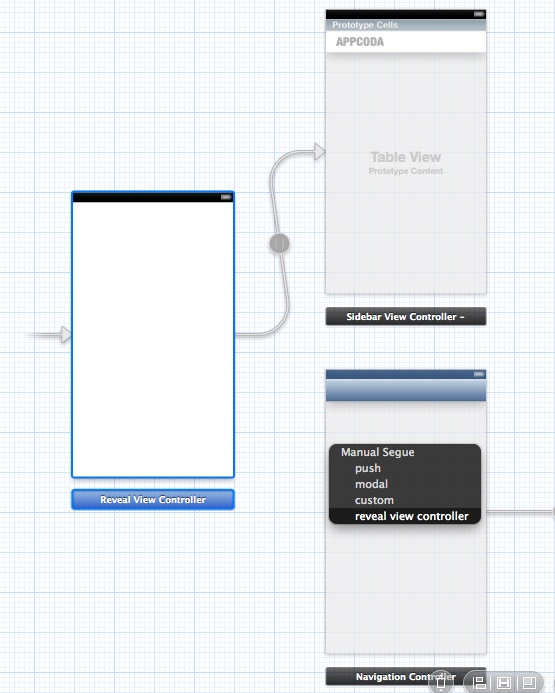 Prototype Cells
APPCODA
Table View
Prototype Content
Sidebar View Controller –
Reveal View Controller
Manual Segue
push
modal
custom
reveal view controller
Navigation Controller